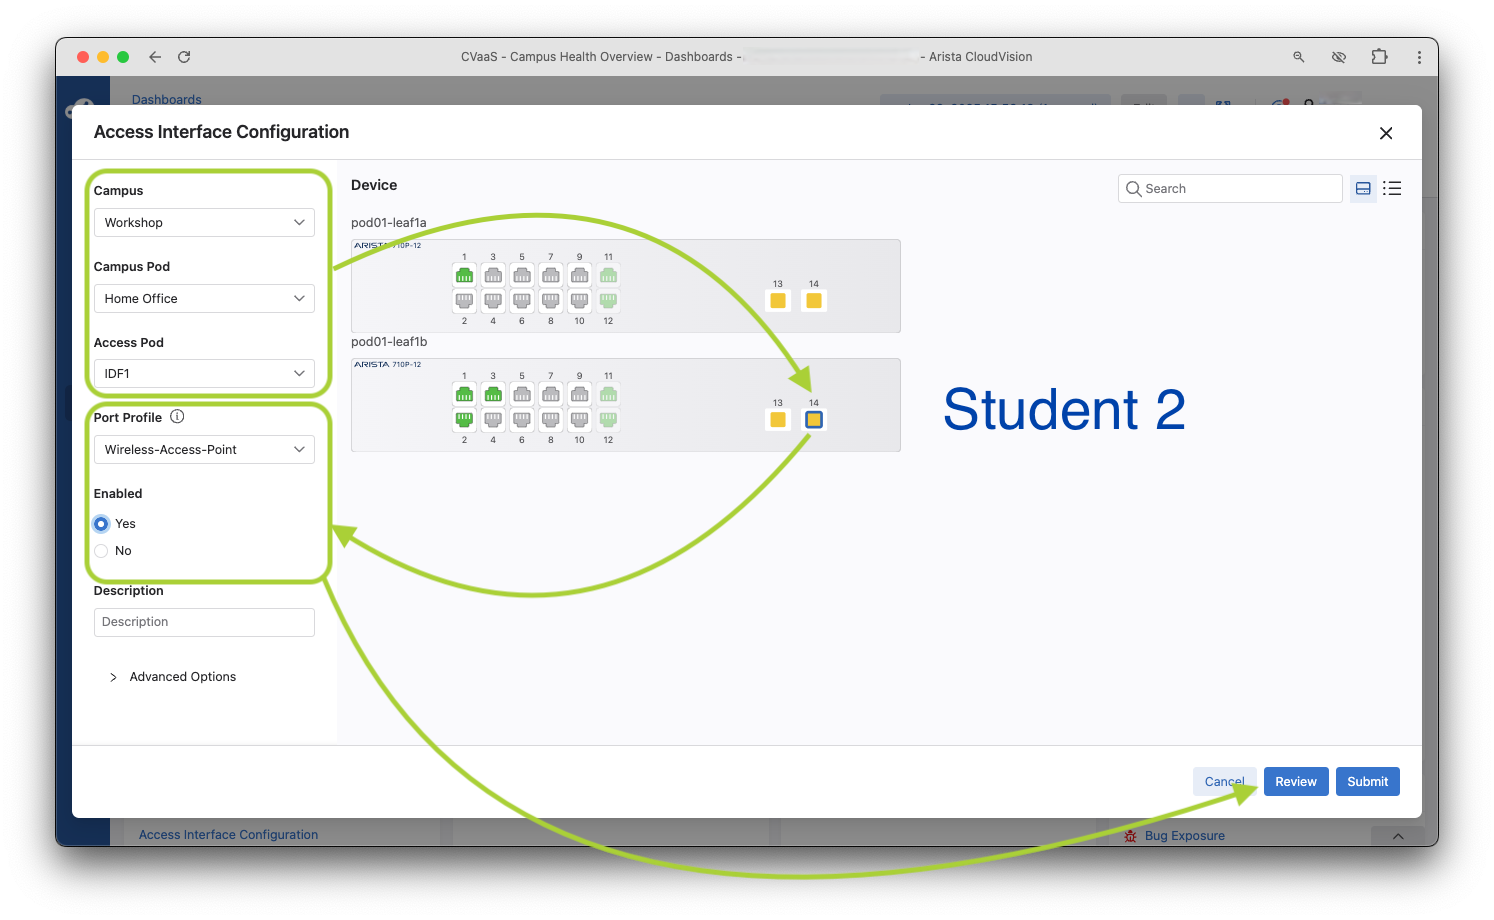 CVaaS - Campus Health Overview - Dashboards -
- Arista CloudVision
Dashboards
Access Interface Configuration
Campus
Workshop
Campus Pod
Home Office
Access Pod
IDF1
Port Profile
Wireless-Access-Point
Enabled
Yes
No
Description
Description
Advanced Options
Device
Search
pod01-leaf1a
ARISTA 710P-12
1 3 5 7 9 11
13 14
2 4 6 8 10 12
pod01-leaf1b
ARISTA 710P-12
1 3 5 7 9 11
13 14
2 4 6 8 10 12
Student 2
Cancel
Review
Submit
Access Interface Configuration
Bug Exposure